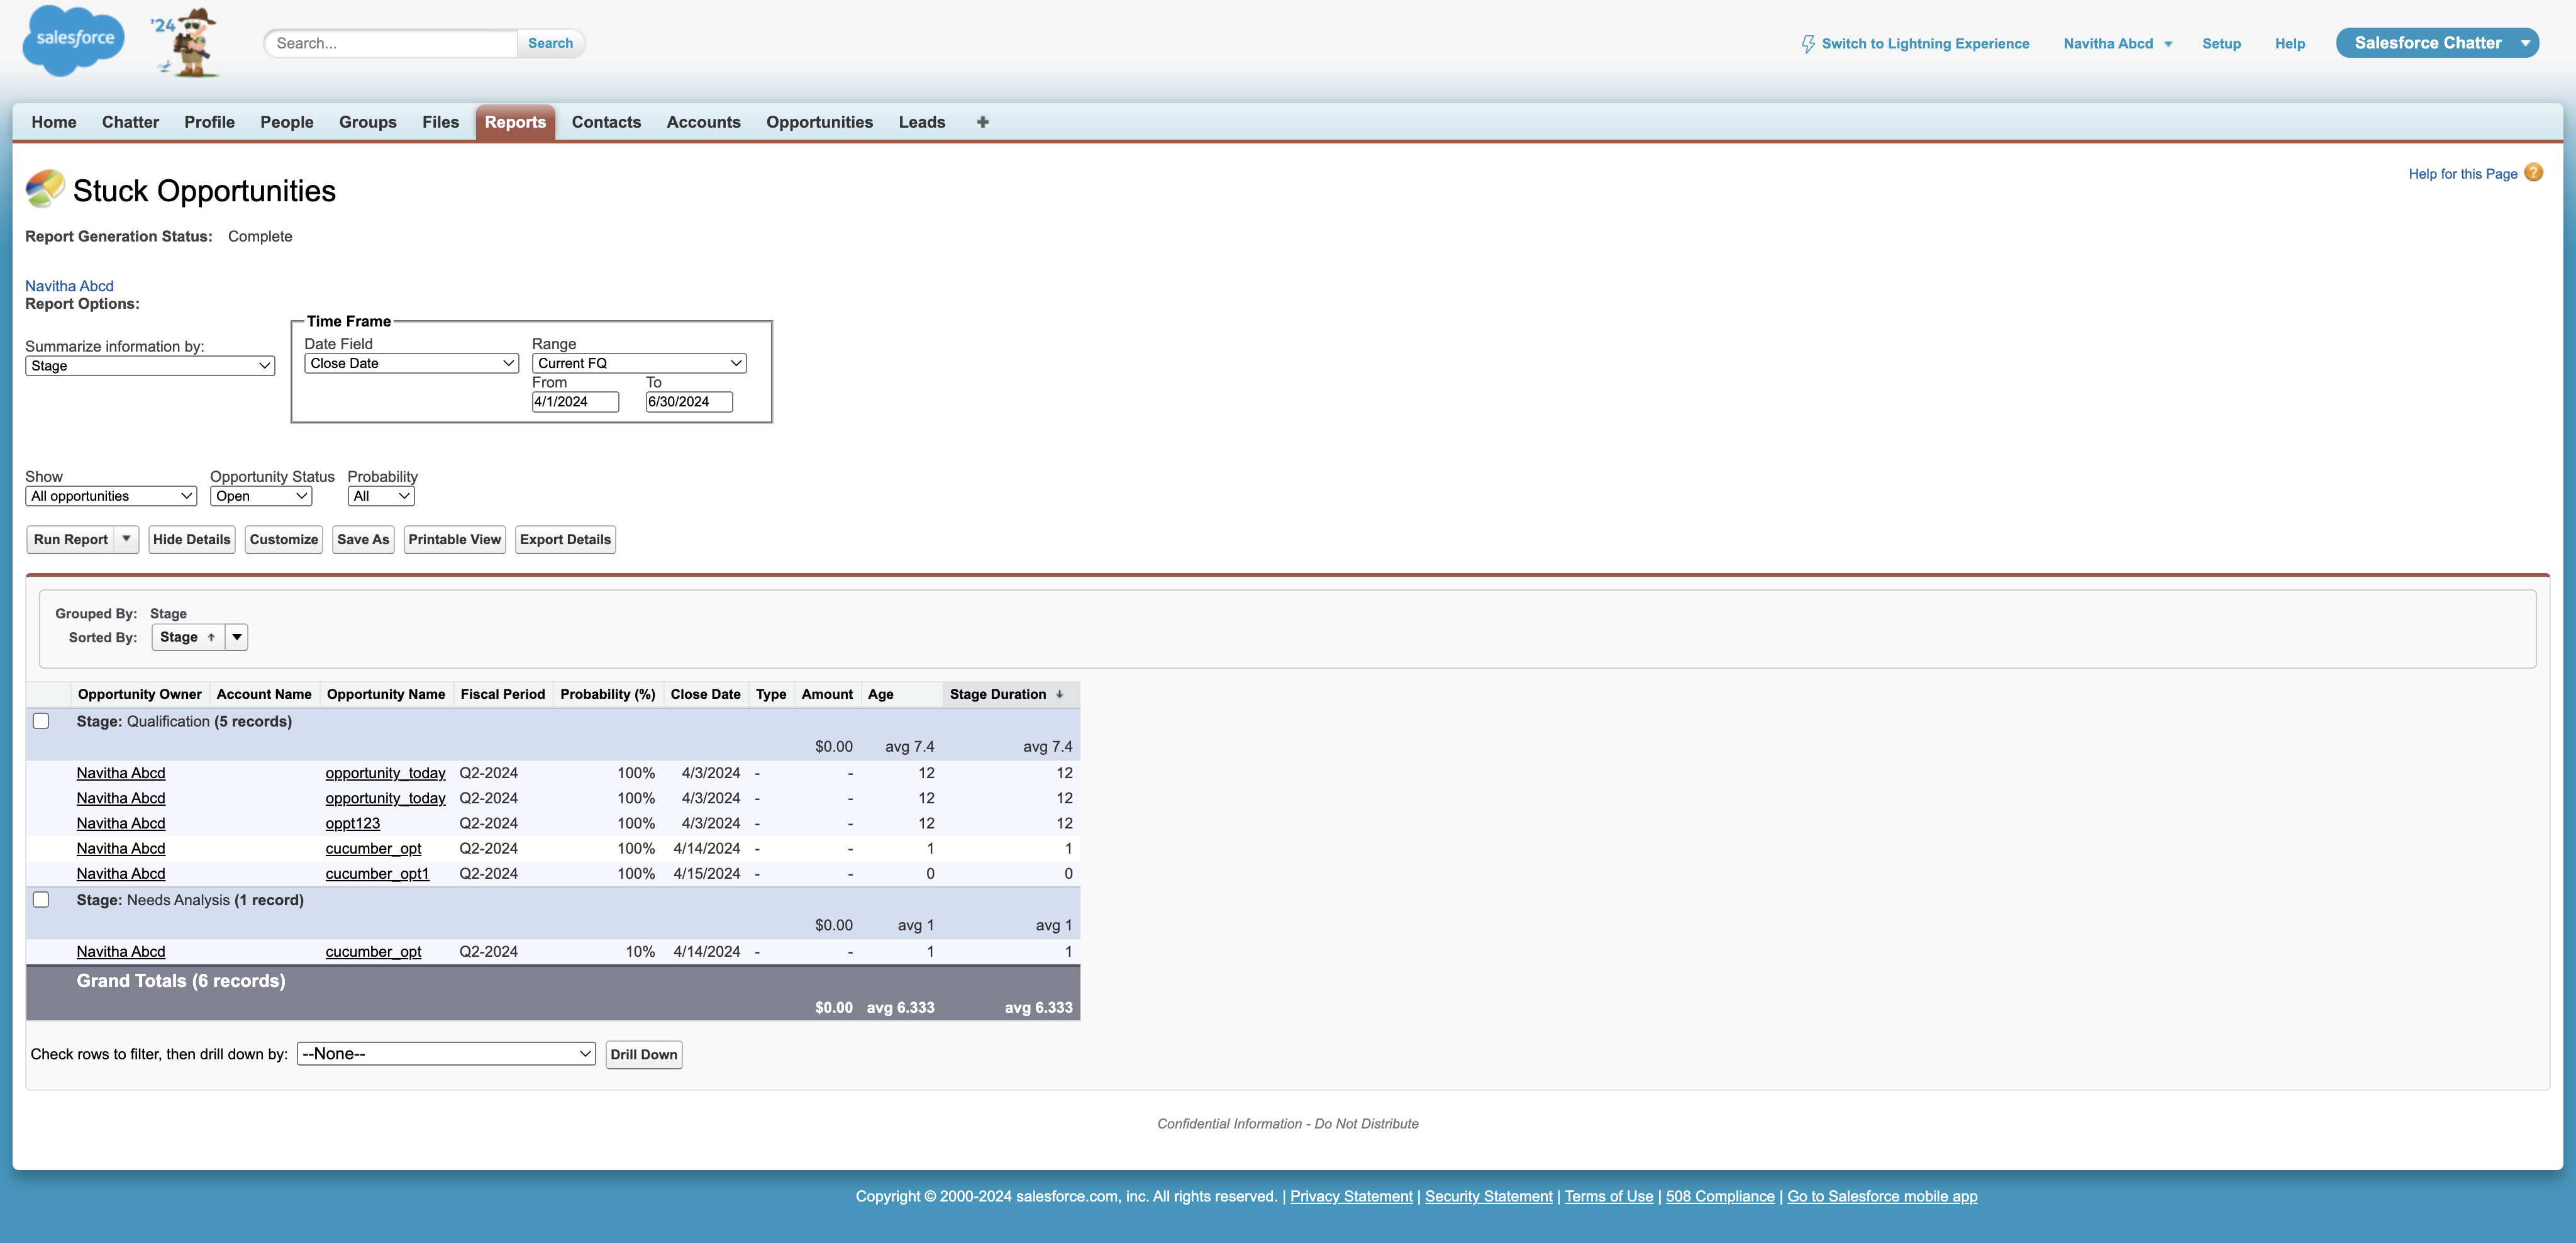 salesforce
'24
Search...
Search
Switch to Lightning Experience
Navitha Abcd
Setup
Help
Salesforce Chatter
Home Chatter Profile People Groups Files Reports Contacts Accounts Opportunities Leads +
Stuck Opportunities
Help for this Page ?
Report Generation Status: Complete
Navitha Abcd
Report Options:
Summarize information by:
Stage
Time Frame
Date Field Range
Close Date Current FQ
From To
4/1/2024 6/30/2024
Show Opportunity Status Probability
All opportunities Open All
Run Report Hide Details Customize Save As Printable View Export Details
Grouped By: Stage
Sorted By: Stage ↑
Opportunity Owner Account Name Opportunity Name Fiscal Period Probability (%) Close Date Type Amount Age Stage Duration ↓
Stage: Qualification (5 records)
$0.00 avg 7.4 avg 7.4
Navitha Abcd opportunity_today Q2-2024 100% 4/3/2024 - - 12 12
Navitha Abcd opportunity_today Q2-2024 100% 4/3/2024 - - 12 12
Navitha Abcd oppt123 Q2-2024 100% 4/3/2024 - - 12 12
Navitha Abcd cucumber_opt Q2-2024 100% 4/14/2024 - - 1 1
Navitha Abcd cucumber_opt1 Q2-2024 100% 4/15/2024 - - 0 0
Stage: Needs Analysis (1 record)
$0.00 avg 1 avg 1
Navitha Abcd cucumber_opt Q2-2024 10% 4/14/2024 - - 1 1
Grand Totals (6 records)
$0.00 avg 6.333 avg 6.333
Check rows to filter, then drill down by: --None-- Drill Down
Confidential Information - Do Not Distribute
Copyright © 2000-2024 salesforce.com, inc. All rights reserved. | Privacy Statement | Security Statement | Terms of Use | 508 Compliance | Go to Salesforce mobile app